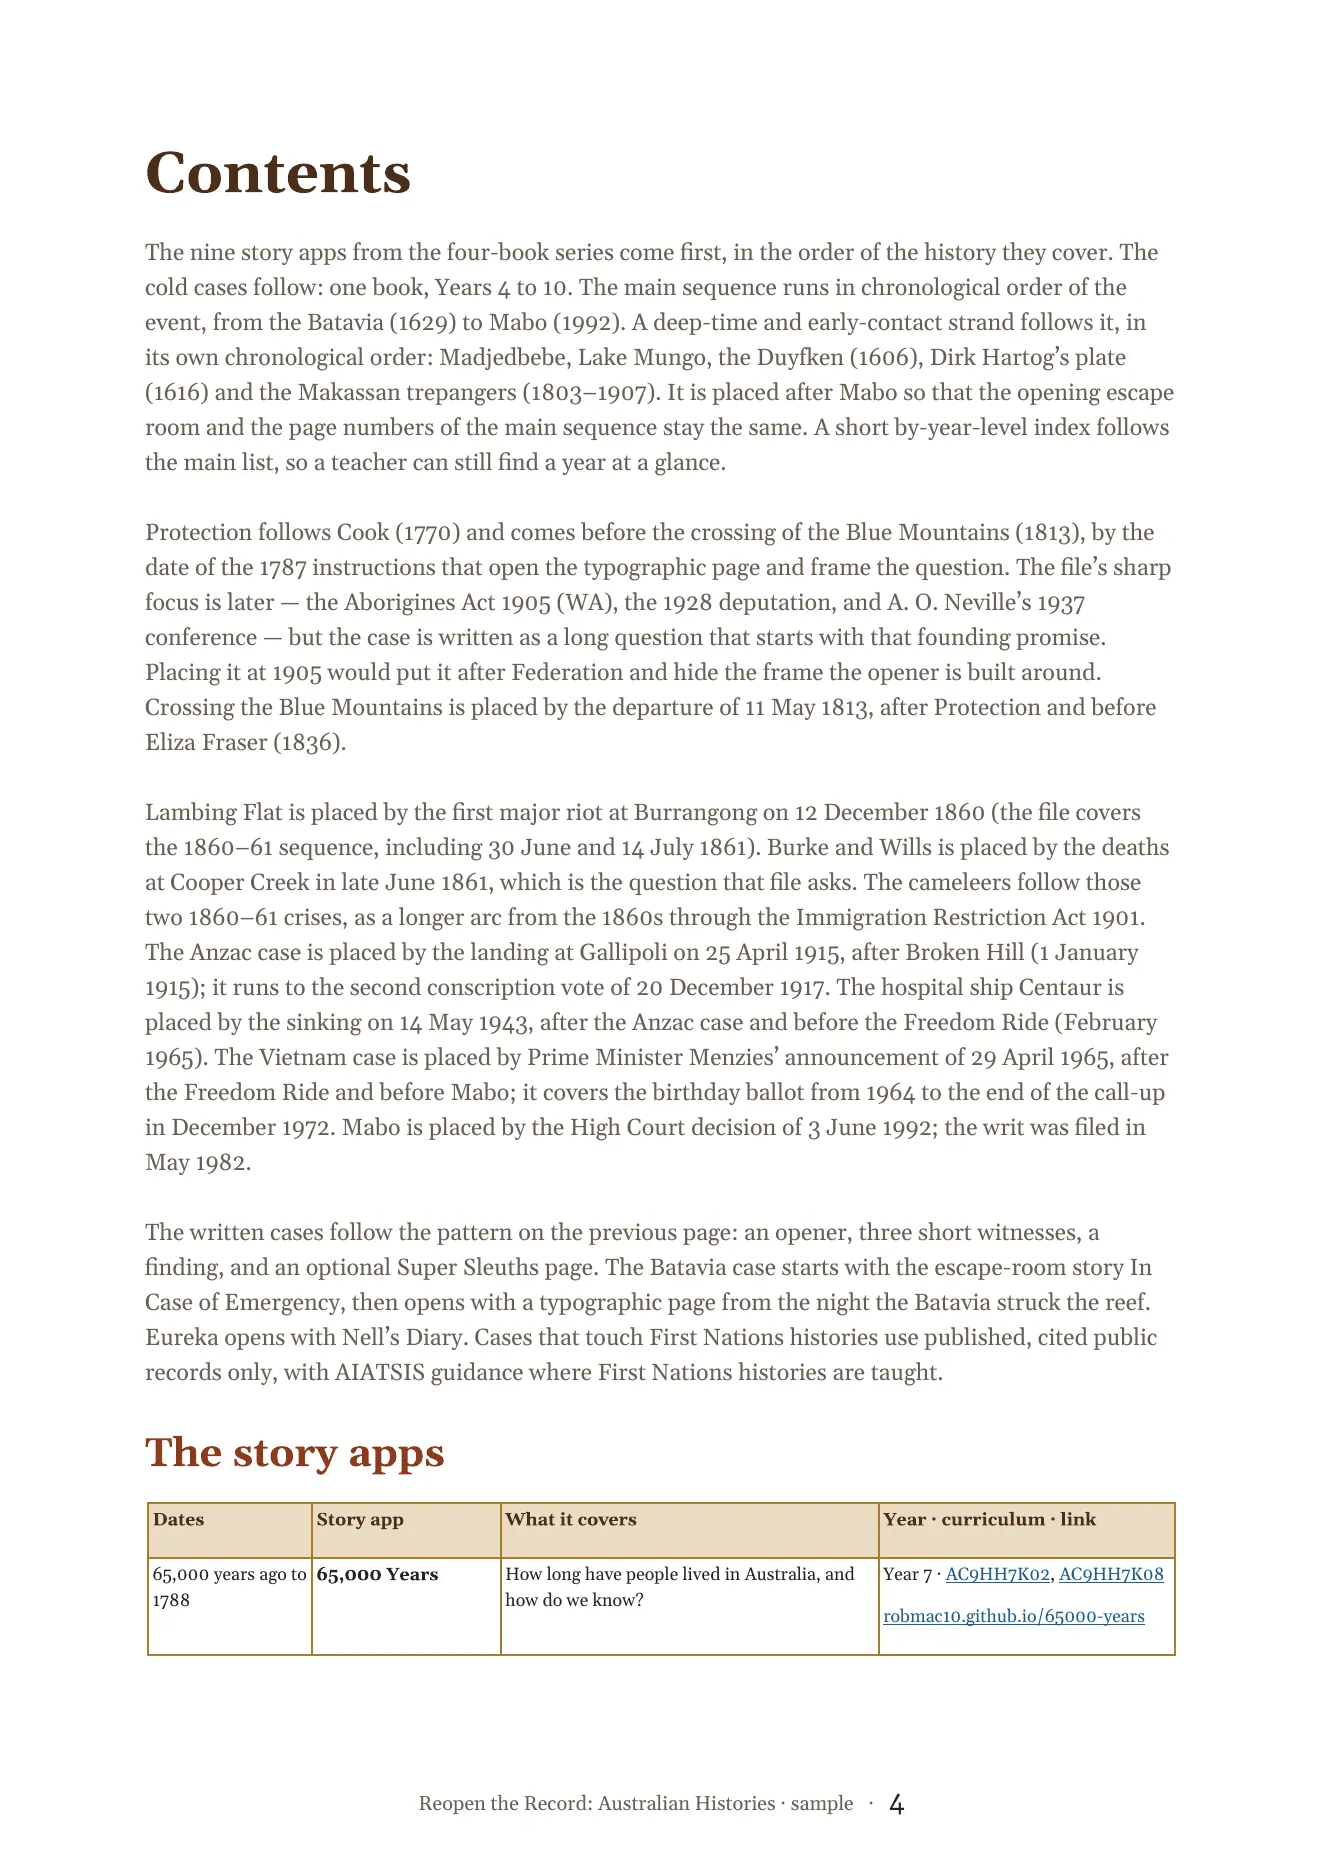 Contents
The nine story apps from the four-book series come first, in the order of the history they cover. The
cold cases follow: one book, Years 4 to 10. The main sequence runs in chronological order of the
event, from the Batavia (1629) to Mabo (1992). A deep-time and early-contact strand follows it, in
its own chronological order: Madjedbebe, Lake Mungo, the Duyfken (1606), Dirk Hartog’s plate
(1616) and the Makassan trepangers (1803–1907). It is placed after Mabo so that the opening escape
room and the page numbers of the main sequence stay the same. A short by-year-level index follows
the main list, so a teacher can still find a year at a glance.
Protection follows Cook (1770) and comes before the crossing of the Blue Mountains (1813), by the
date of the 1787 instructions that open the typographic page and frame the question. The file’s sharp
focus is later — the Aborigines Act 1905 (WA), the 1928 deputation, and A. O. Neville’s 1937
conference — but the case is written as a long question that starts with that founding promise.
Placing it at 1905 would put it after Federation and hide the frame the opener is built around.
Crossing the Blue Mountains is placed by the departure of 11 May 1813, after Protection and before
Eliza Fraser (1836).
Lambing Flat is placed by the first major riot at Burrangong on 12 December 1860 (the file covers
the 1860–61 sequence, including 30 June and 14 July 1861). Burke and Wills is placed by the deaths
at Cooper Creek in late June 1861, which is the question that file asks. The cameleers follow those
two 1860–61 crises, as a longer arc from the 1860s through the Immigration Restriction Act 1901.
The Anzac case is placed by the landing at Gallipoli on 25 April 1915, after Broken Hill (1 January
1915); it runs to the second conscription vote of 20 December 1917. The hospital ship Centaur is
placed by the sinking on 14 May 1943, after the Anzac case and before the Freedom Ride (February
1965). The Vietnam case is placed by Prime Minister Menzies’ announcement of 29 April 1965, after
the Freedom Ride and before Mabo; it covers the birthday ballot from 1964 to the end of the call-up
in December 1972. Mabo is placed by the High Court decision of 3 June 1992; the writ was filed in
May 1982.
The written cases follow the pattern on the previous page: an opener, three short witnesses, a
finding, and an optional Super Sleuths page. The Batavia case starts with the escape-room story In
Case of Emergency, then opens with a typographic page from the night the Batavia struck the reef.
Eureka opens with Nell’s Diary. Cases that touch First Nations histories use published, cited public
records only, with AIATSIS guidance where First Nations histories are taught.
The story apps
Dates Story app What it covers Year · curriculum · link
65,000 years ago to 65,000 Years How long have people lived in Australia, and Year 7 · AC9HH7K02, AC9HH7K08
1788 how do we know?
robmac10.github.io/65000-years
Reopen the Record: Australian Histories · sample · 4